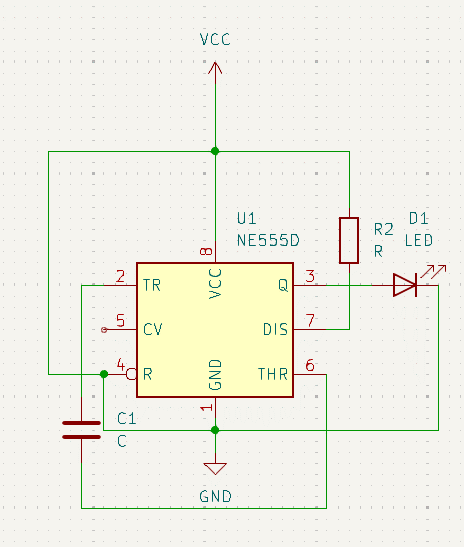 VCC
U1
NE555D
R2
R
D1
LED
8
VCC
2
TR
Q
3
5
CV
DIS
7
4
R
THR
6
GND
1
C1
C
GND